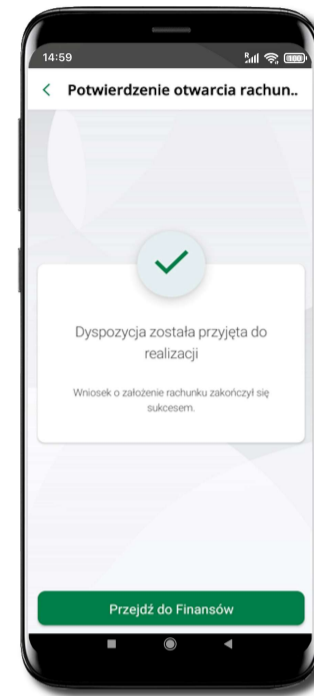 14:59
Potwierdzenie otwarcia rachun..
Dyspozycja została przyjęta do
realizacji
Wniosek o założenie rachunku zakończył się
sukcesem.
Przejdź do Finansów